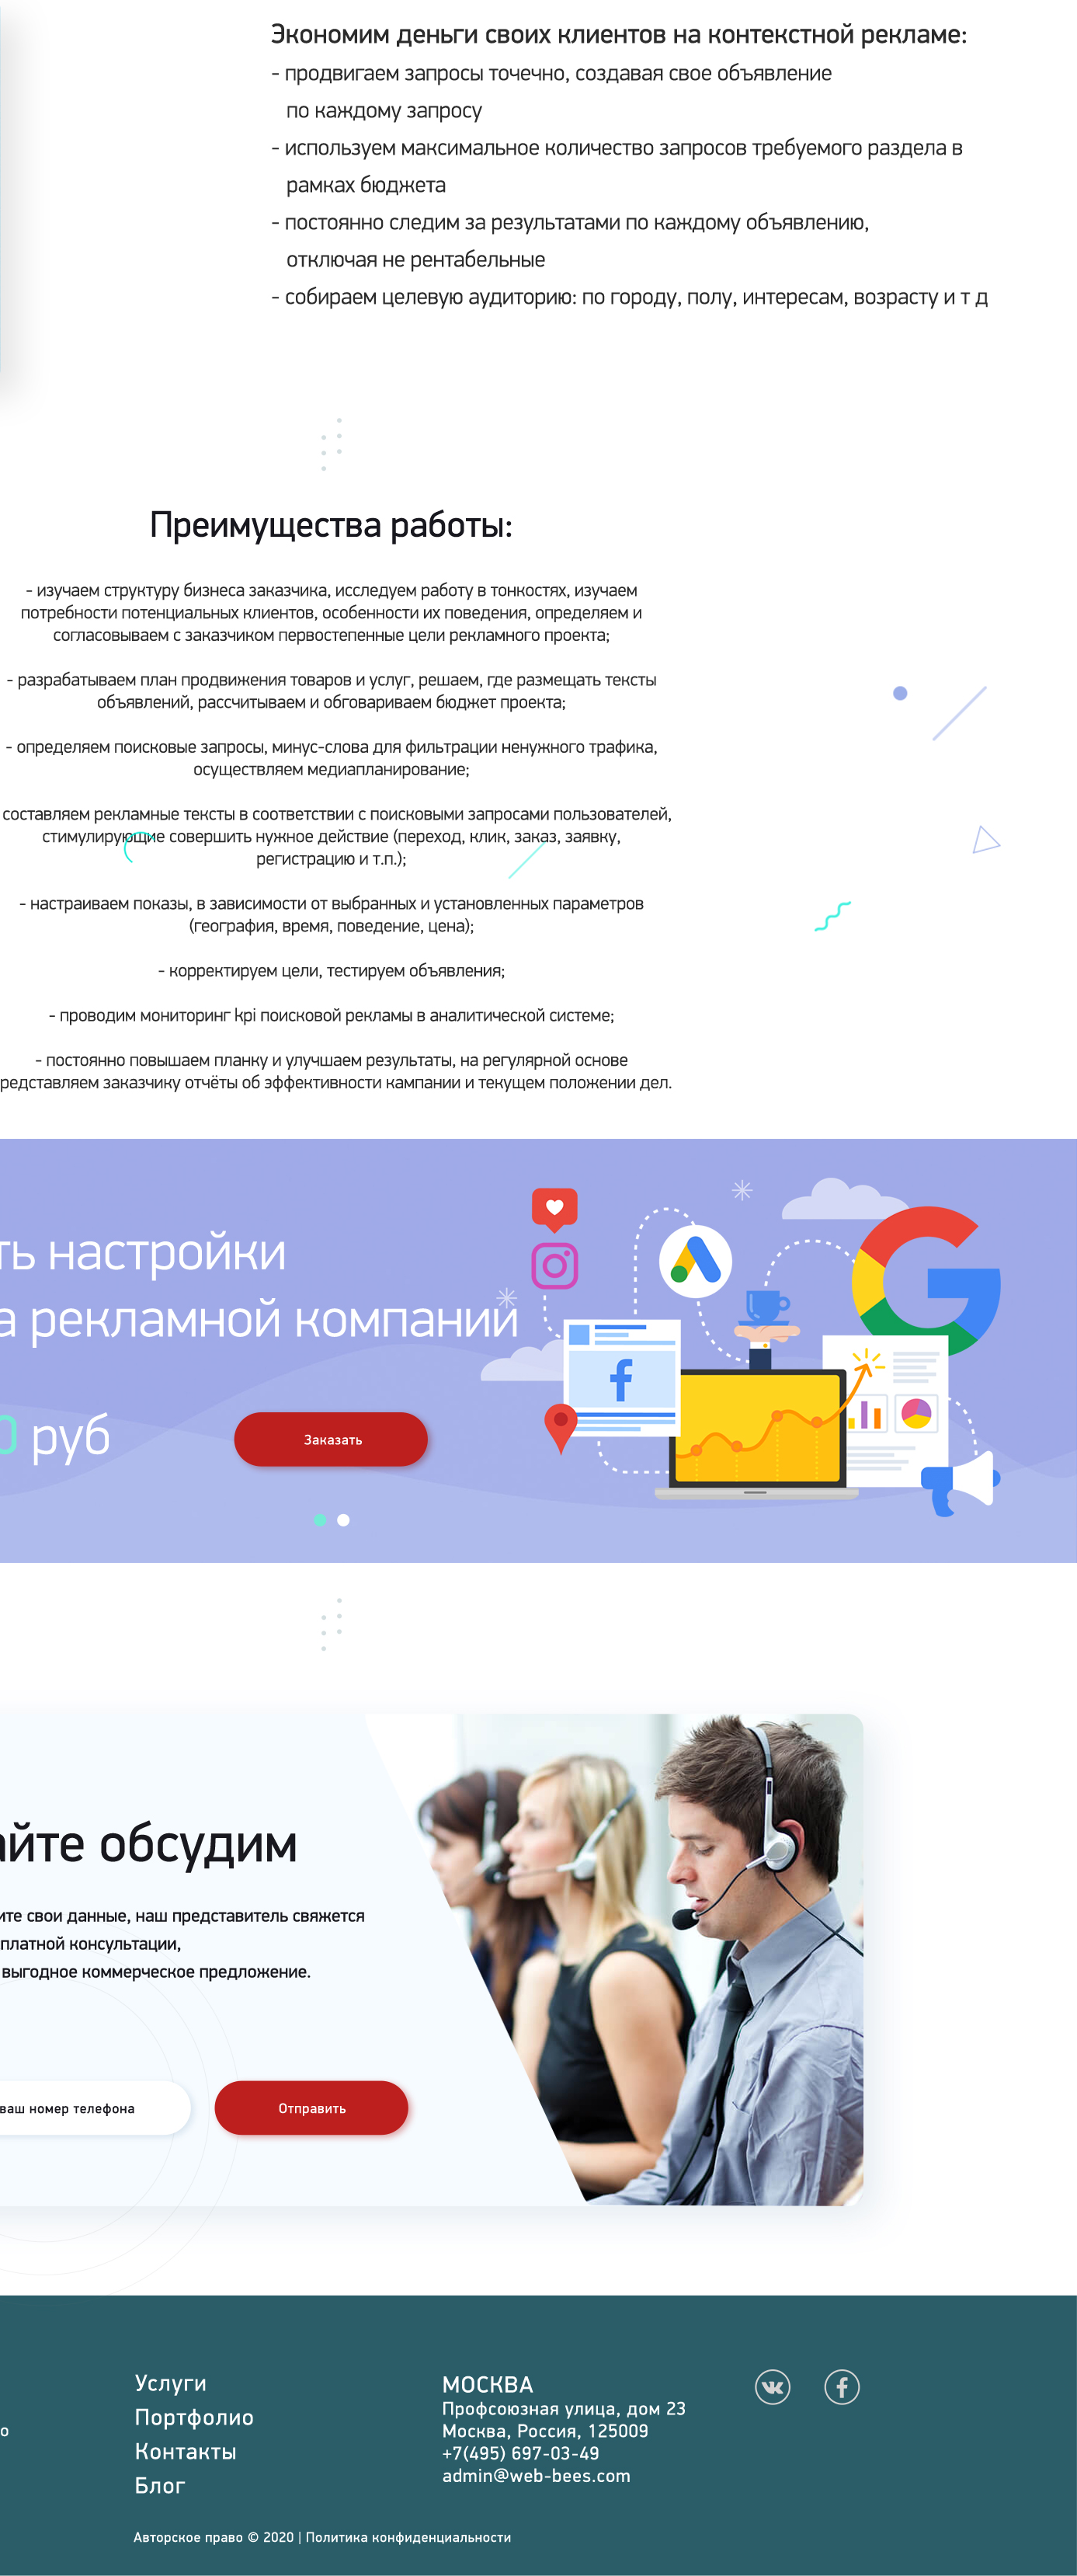 Экономим деньги своих клиентов на контекстной рекламе:
- продвигаем запросы точечно, создавая свое объявление
по каждому запросу
- используем максимальное количество запросов требуемого раздела в
рамках бюджета
- постоянно следим за результатами по каждому объявлению,
отключая не рентабельные
- собираем целевую аудиторию: по городу, полу, интересам, возрасту и т д
Преимущества работы:
- изучаем структуру бизнеса заказчика, исследуем работу в тонкостях, изучаем
потребности потенциальных клиентов, особенности их поведения, определяем и
согласовываем с заказчиком первостепенные цели рекламного проекта;
- разрабатываем план продвижения товаров и услуг, решаем, где размещать тексты
объявлений, рассчитываем и обговариваем бюджет проекта;
- определяем поисковые запросы, минус-слова для фильтрации ненужного трафика,
осуществляем медиапланирование;
составляем рекламные тексты в соответствии с поисковыми запросами пользователей,
стимулирующие совершить нужное действие (переход, клик, заказ, заявку,
регистрацию и т.п.);
- настраиваем показы, в зависимости от выбранных и установленных параметров
(география, время, поведение, цена);
- корректируем цели, тестируем объявления;
- проводим мониторинг kpi поисковой рекламы в аналитической системе;
- постоянно повышаем планку и улучшаем результаты, на регулярной основе
редставляем заказчику отчёты об эффективности кампании и текущем положении дел.
ть настройки
а рекламной компании
0 руб
Заказать
айте обсудим
ите свои данные, наш представитель свяжется
платной консультации,
выгодное коммерческое предложение.
ваш номер телефона
Отправить
о
Услуги
Портфолио
Контакты
Блог
МОСКВА
Профсоюзная улица, дом 23
Москва, Россия, 125009
+7(495) 697-03-49
admin@web-bees.com
Авторское право © 2020 | Политика конфиденциальности